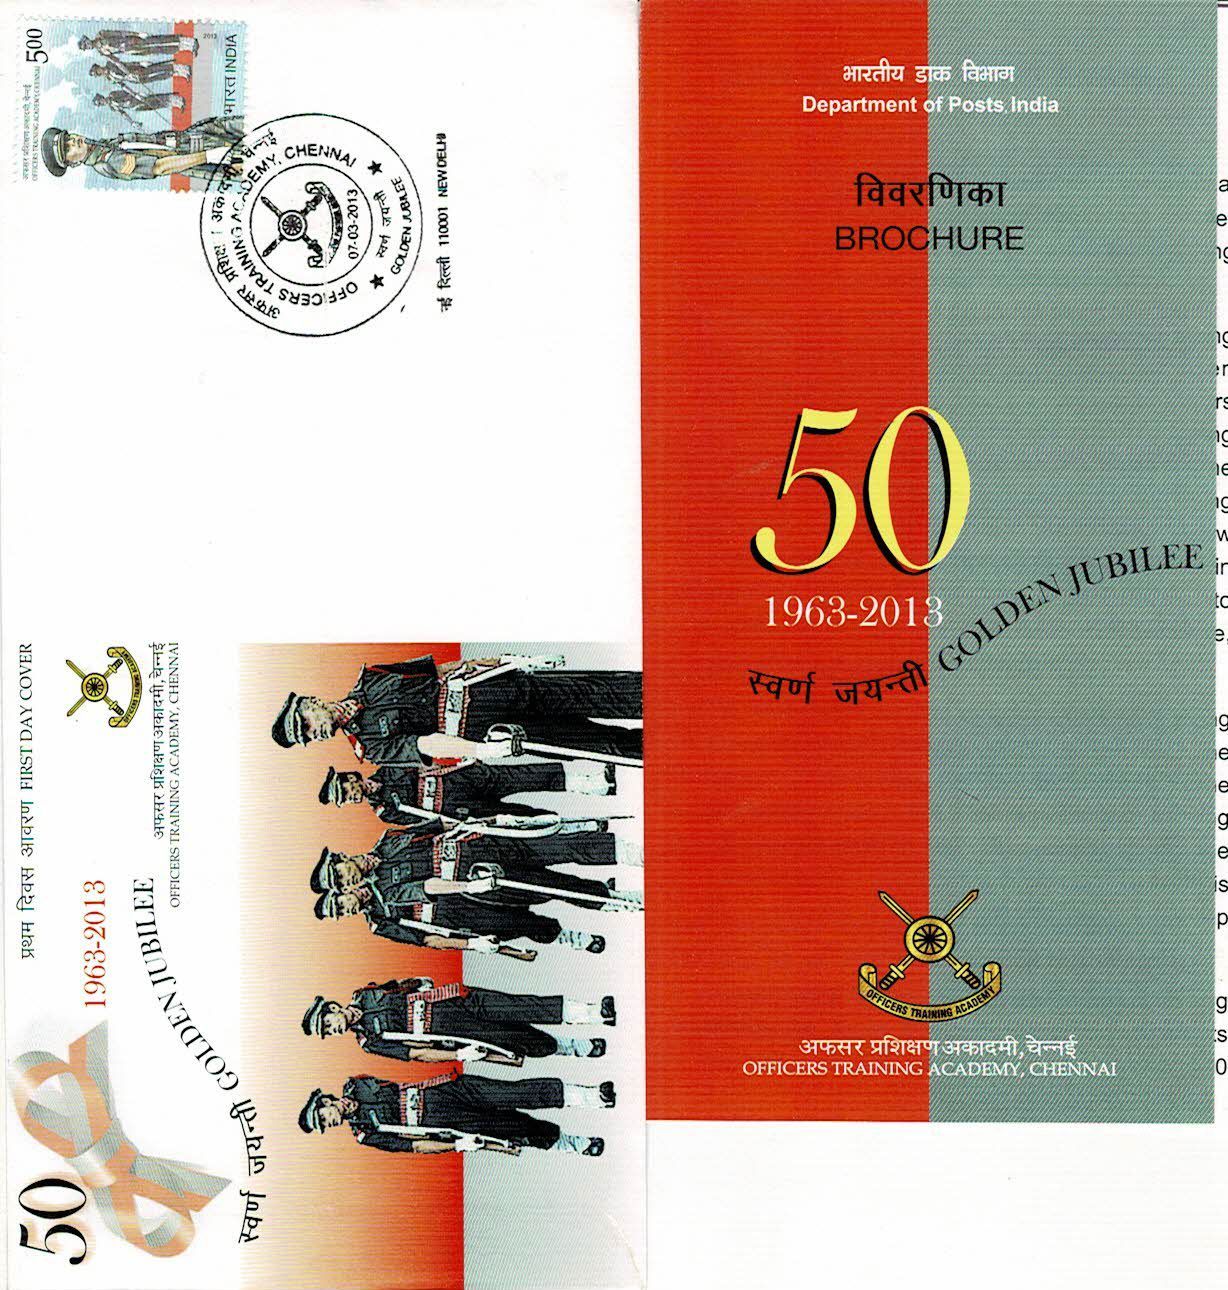 50
प्रथम दिवस आवरण FIRST DAY COVER
1963-2013
OFFICERS TRAINING ACADEMY
अफसर प्रशिक्षण अकादमी, चेन्नई
OFFICERS TRAINING ACADEMY, CHENNAI
स्वर्ण जयन्ती GOLDEN JUBILEE
अफसर प्रशिक्षण अकादमी, चेन्नई
OFFICERS TRAINING ACADEMY, CHENNAI
500
2013
भारत INDIA
अफसर प्रशिक्षण अकादमी, चेन्नई
OFFICERS TRAINING ACADEMY, CHENNAI
07-03-2013
स्वर्ण जयन्ती
GOLDEN JUBILEE
नई दिल्ली 110001 NEW DELHI
भारतीय डाक विभाग
Department of Posts India
विवरणिका
BROCHURE
50
1963-2013
स्वर्ण जयन्ती GOLDEN JUBILEE
OFFICERS TRAINING ACADEMY
अफसर प्रशिक्षण अकादमी, चेन्नई
OFFICERS TRAINING ACADEMY, CHENNAI